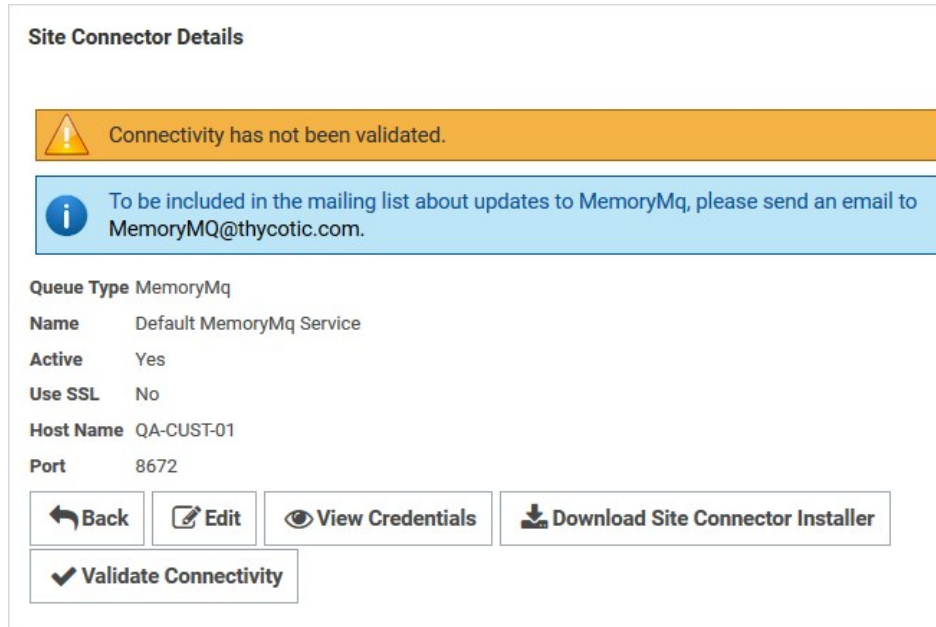 Site Connector Details
Connectivity has not been validated.
To be included in the mailing list about updates to MemoryMq, please send an email to
MemoryMQ@thycotic.com.
Queue Type MemoryMq
Name Default MemoryMq Service
Active Yes
Use SSL No
Host Name QA-CUST-01
Port 8672
Back Edit View Credentials Download Site Connector Installer
Validate Connectivity